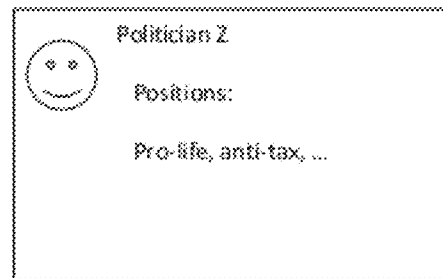 Politician Z
Positions:
Pro-life, anti-tax, ...